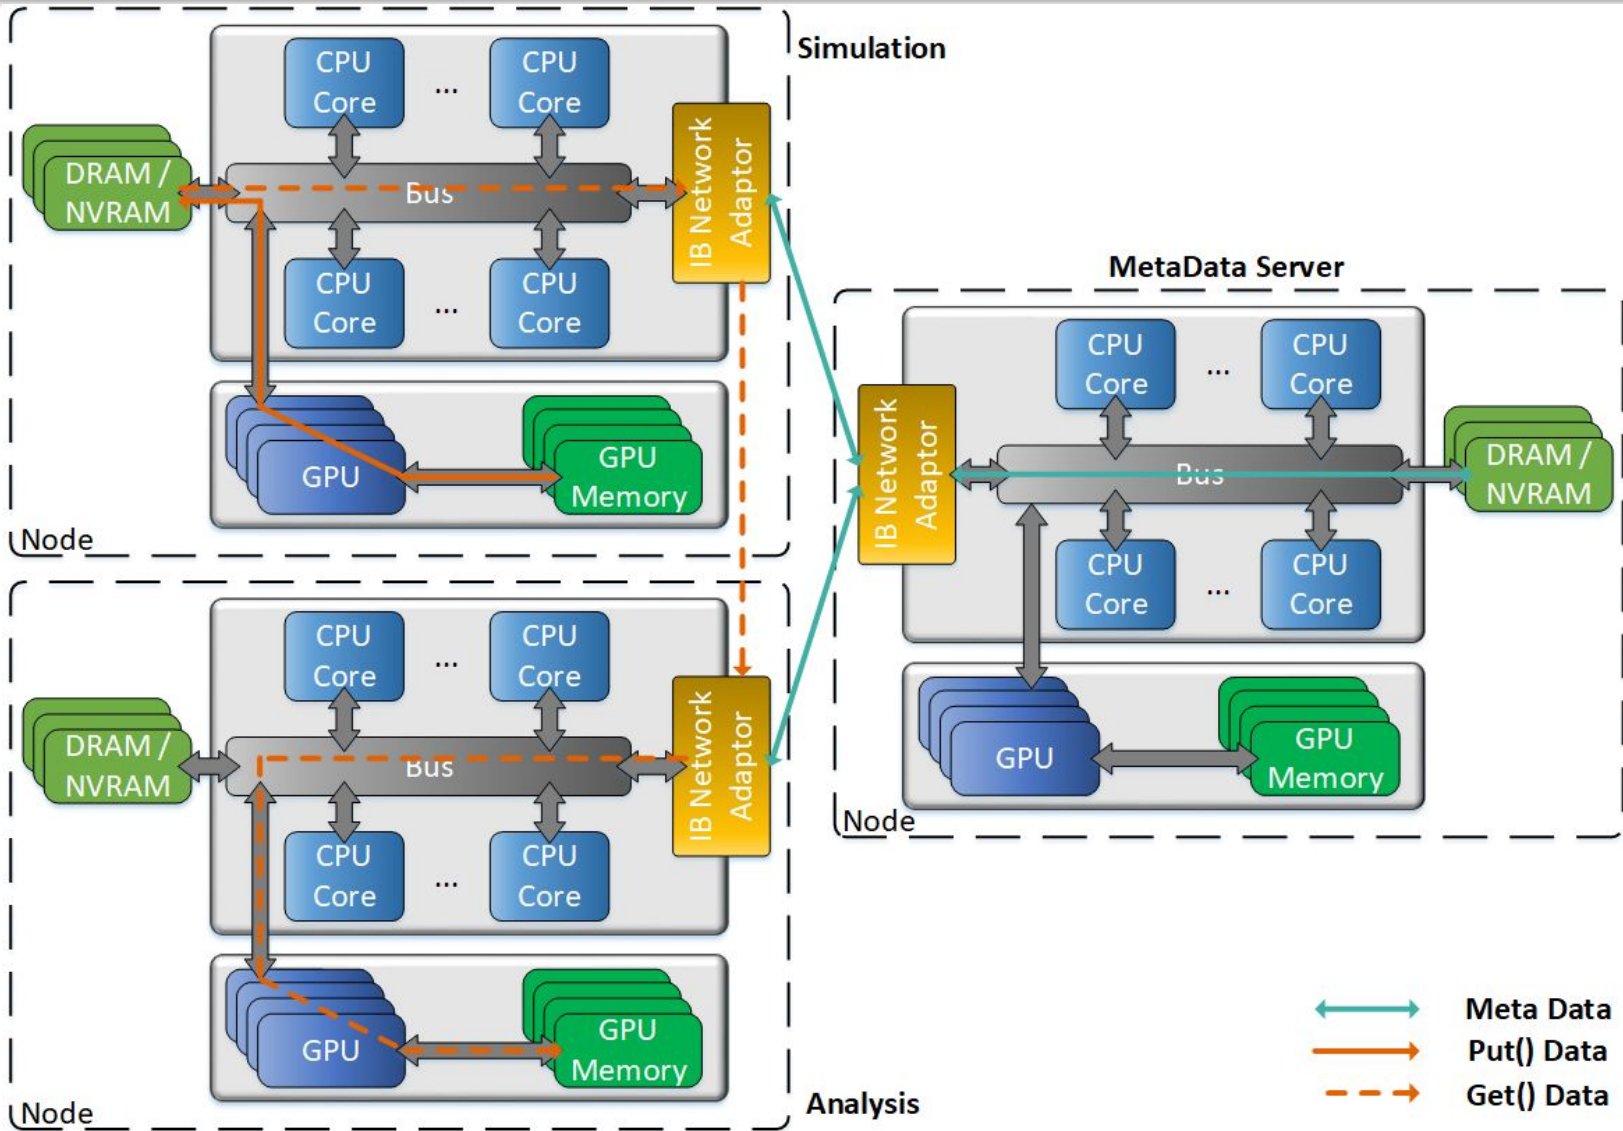 Simulation
CPU
Core
...
CPU
Core
DRAM /
NVRAM
Bus
IB Network
Adaptor
CPU
Core
...
CPU
Core
GPU
GPU
Memory
Node
MetaData Server
CPU
Core
...
CPU
Core
IB Network
Adaptor
Bus
DRAM /
NVRAM
CPU
Core
...
CPU
Core
GPU
GPU
Memory
Node
CPU
Core
...
CPU
Core
DRAM /
NVRAM
Bus
IB Network
Adaptor
CPU
Core
...
CPU
Core
GPU
GPU
Memory
Node
Analysis
Meta Data
Put() Data
Get() Data